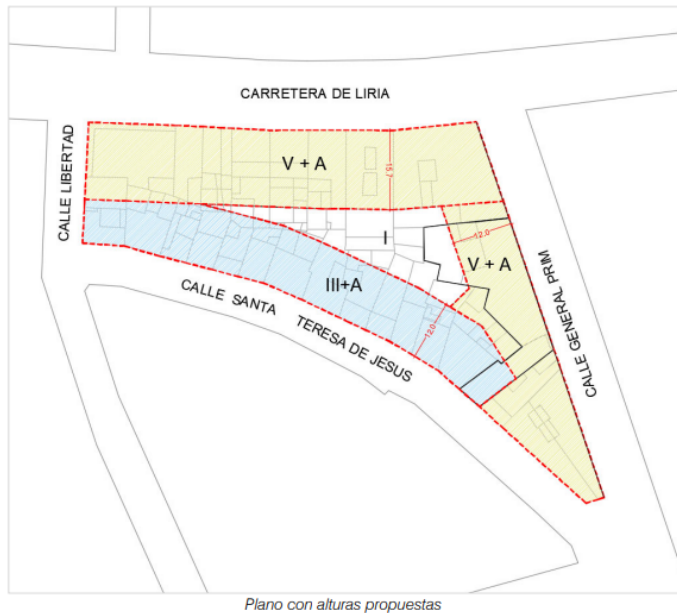 CARRETERA DE LIRIA
V + A
15.7
CALLE LIBERTAD
I
12.0
V + A
III+A
CALLE SANTA TERESA DE JESUS
12.0
CALLE GENERAL PRIM
Plano con alturas propuestas